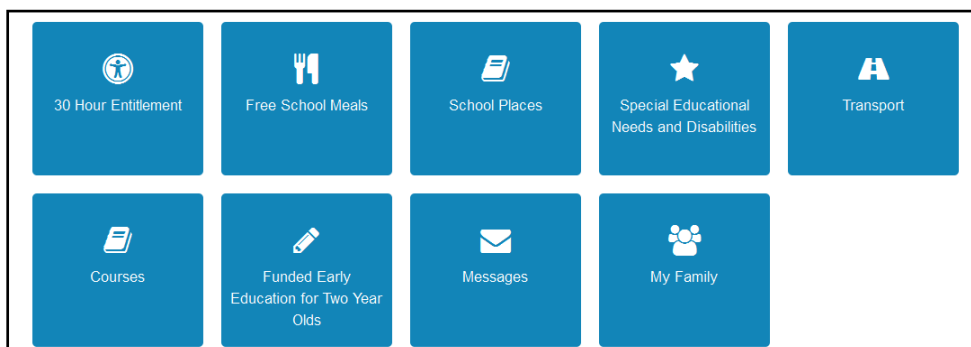 30 Hour Entitlement
Free School Meals
School Places
Special Educational
Needs and Disabilities
Transport
Courses
Funded Early
Education for Two Year
Olds
Messages
My Family